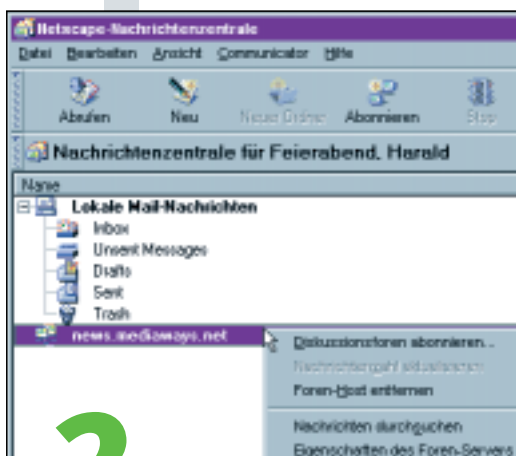 Netscape-Nachrichtenzentrale
Datei Bearbeiten Ansicht Communicator Hilfe
Abrufen Neu Neuer Ordner Abonnieren Stop
Nachrichtenzentrale für Feierabend, Harald
Name
Lokale Mail-Nachrichten
Inbox
Unsent Messages
Drafts
Sent
Trash
news.mediaways.net
Diskussionsforen abonnieren...
Nachrichtenzahl aktualisieren
Foren-Host entfernen
Nachrichten durchsuchen
Eigenschaften des Foren-Servers
2